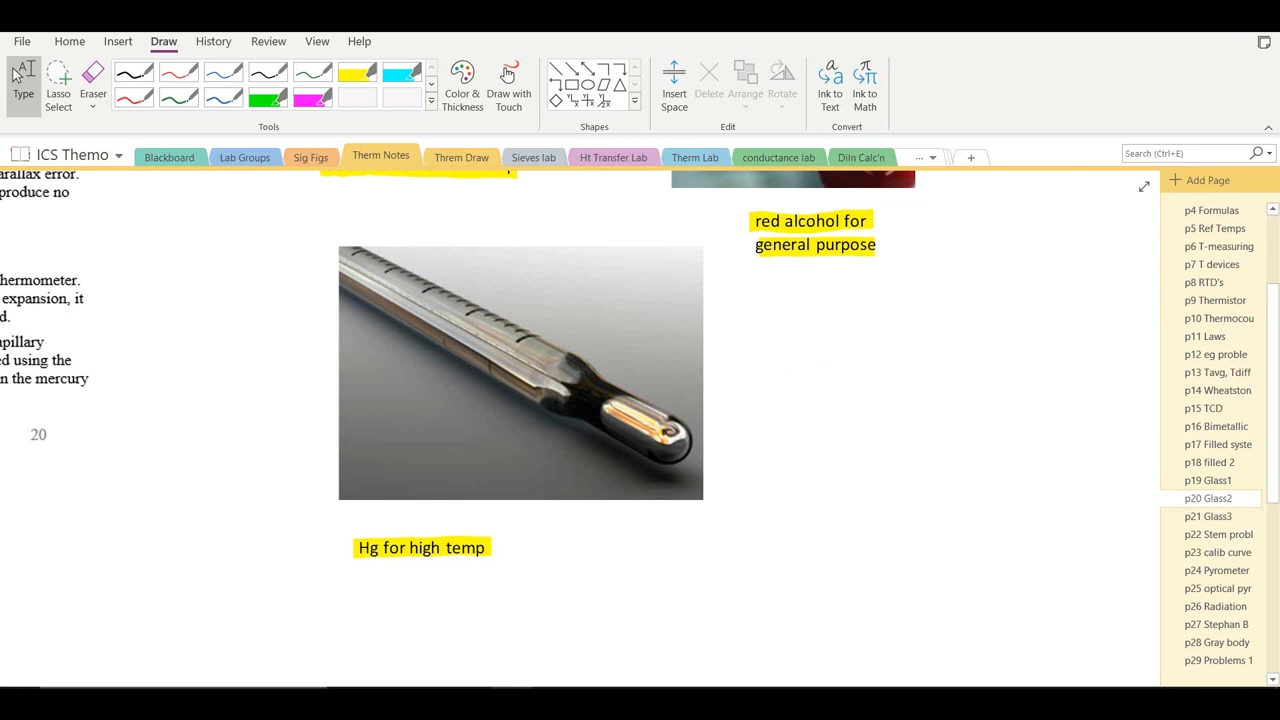 File Home Insert Draw History Review View Help
Type
Lasso Select
Eraser
Color & Thickness
Draw with Touch
Insert Space
Delete
Arrange
Rotate
Ink to Text
Ink to Math
Tools
Shapes
Edit
Convert
ICS Themo
Blackboard
Lab Groups
Sig Figs
Therm Notes
Threm Draw
Sieves lab
Ht Transfer Lab
Therm Lab
conductance lab
Diln Calc'n
...
+
Search (Ctrl+E)
arallax error.
produce no
hermometer.
expansion, it
d.
apillary
ed using the
n the mercury
20
red alcohol for
general purpose
Hg for high temp
Add Page
p4 Formulas
p5 Ref Temps
p6 T-measuring
p7 T devices
p8 RTD's
p9 Thermistor
p10 Thermocou
p11 Laws
p12 eg proble
p13 Tavg, Tdiff
p14 Wheatston
p15 TCD
p16 Bimetallic
p17 Filled syste
p18 filled 2
p19 Glass1
p20 Glass2
p21 Glass3
p22 Stem probl
p23 calib curve
p24 Pyrometer
p25 optical pyr
p26 Radiation
p27 Stephan B
p28 Gray body
p29 Problems 1